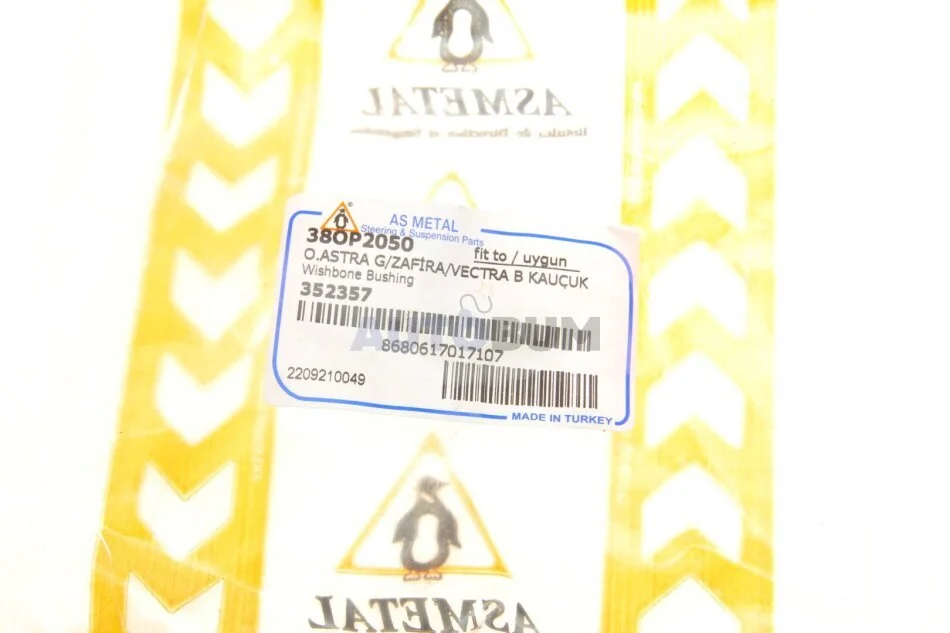 ASMETAL
AS METAL
Steering & Suspension Parts
38OP2050
fit to / uygun
O.ASTRA G/ZAFİRA/VECTRA B KAUÇUK
Wishbone Bushing
352357
AUTOBUM
8680617017107
2209210049
MADE IN TURKEY
ASMETAL